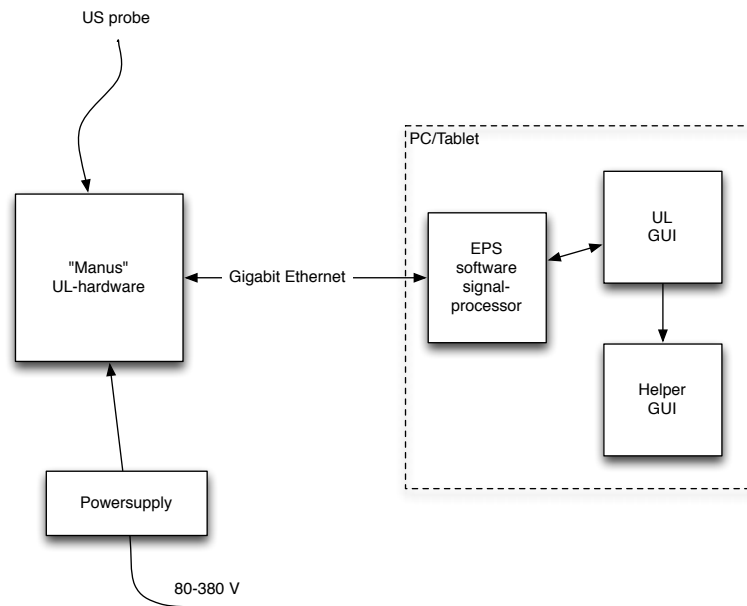 US probe
PC/Tablet
"Manus"
UL-hardware
Gigabit Ethernet
EPS
software
signal-
processor
UL
GUI
Helper
GUI
Powersupply
80-380 V